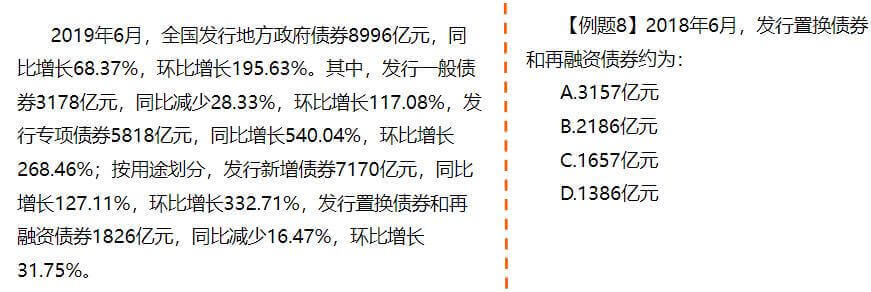 2019年6月，全国发行地方政府债券8996亿元，同
比增长68.37%，环比增长195.63%。其中，发行一般债
券3178亿元，同比减少28.33%，环比增长117.08%，发
行专项债券5818亿元，同比增长540.04%，环比增长
268.46%；按用途划分，发行新增债券7170亿元，同比
增长127.11%，环比增长332.71%，发行置换债券和再
融资债券1826亿元，同比减少16.47%，环比增长
31.75%。
【例题8】2018年6月，发行置换债券
和再融资债券约为：
A.3157亿元
B.2186亿元
C.1657亿元
D.1386亿元